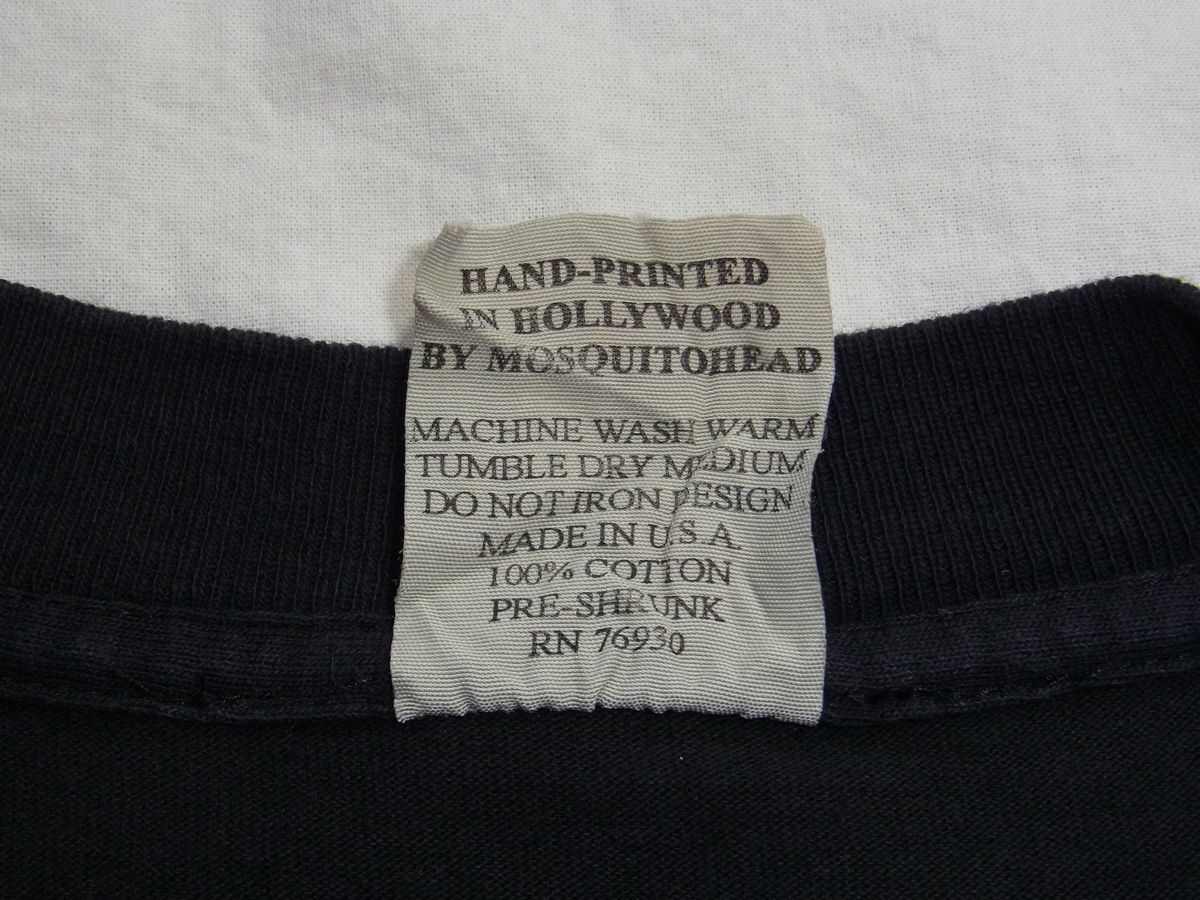 HAND-PRINTED
IN HOLLYWOOD
BY MOSQUITOHEAD
MACHINE WASH WARM
TUMBLE DRY MEDIUM
DO NOT IRON DESIGN
MADE IN U.S.A.
100% COTTON
PRE-SHRUNK
RN 76930